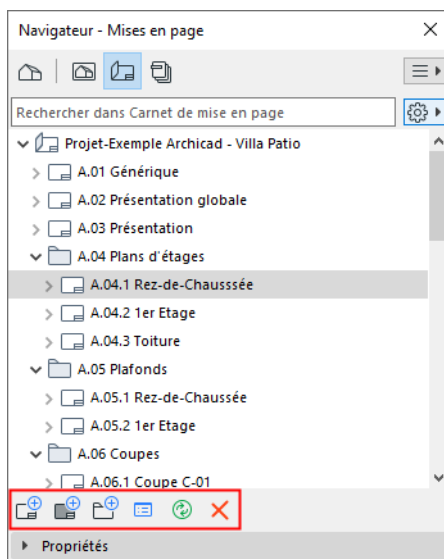 Navigateur - Mises en page
Rechercher dans Carnet de mise en page
Projet-Exemple Archicad - Villa Patio
A.01 Générique
A.02 Présentation globale
A.03 Présentation
A.04 Plans d'étages
A.04.1 Rez-de-Chausssée
A.04.2 1er Etage
A.04.3 Toiture
A.05 Plafonds
A.05.1 Rez-de-Chaussée
A.05.2 1er Etage
A.06 Coupes
A.06.1 Coupe C-01
Propriétés